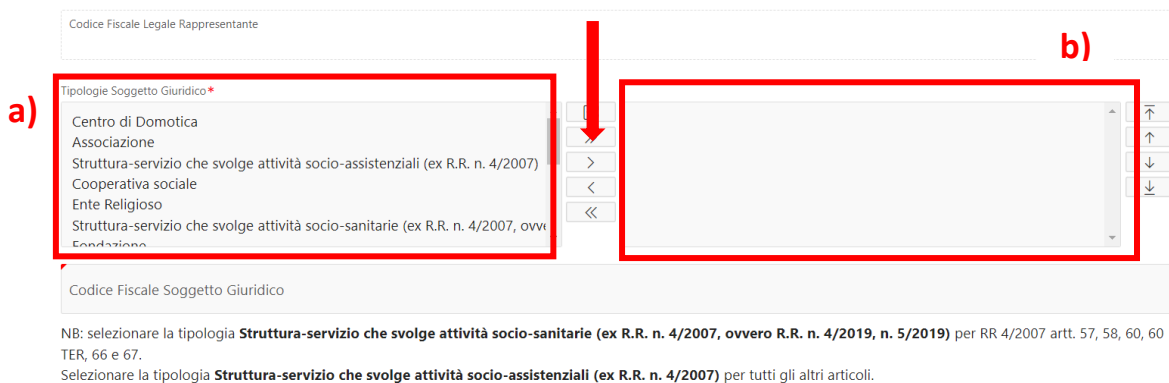 Codice Fiscale Legale Rappresentante
b)
a)
Tipologie Soggetto Giuridico*
Centro di Domotica
Associazione
Struttura-servizio che svolge attività socio-assistenziali (ex R.R. n. 4/2007)
Cooperativa sociale
Ente Religioso
Struttura-servizio che svolge attività socio-sanitarie (ex R.R. n. 4/2007, ovve
Fondazione
Codice Fiscale Soggetto Giuridico
NB: selezionare la tipologia Struttura-servizio che svolge attività socio-sanitarie (ex R.R. n. 4/2007, ovvero R.R. n. 4/2019, n. 5/2019) per RR 4/2007 artt. 57, 58, 60, 60
TER, 66 e 67.
Selezionare la tipologia Struttura-servizio che svolge attività socio-assistenziali (ex R.R. n. 4/2007) per tutti gli altri articoli.